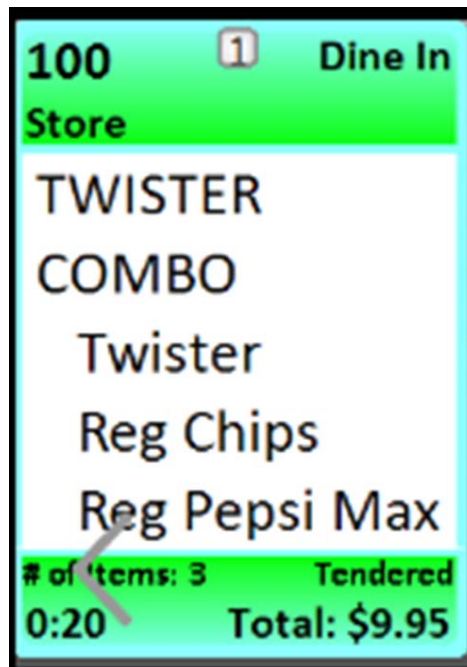 100 1 Dine In
Store
TWISTER
COMBO
Twister
Reg Chips
Reg Pepsi Max
# of Items: 3 Tendered
0:20 Total: $9.95